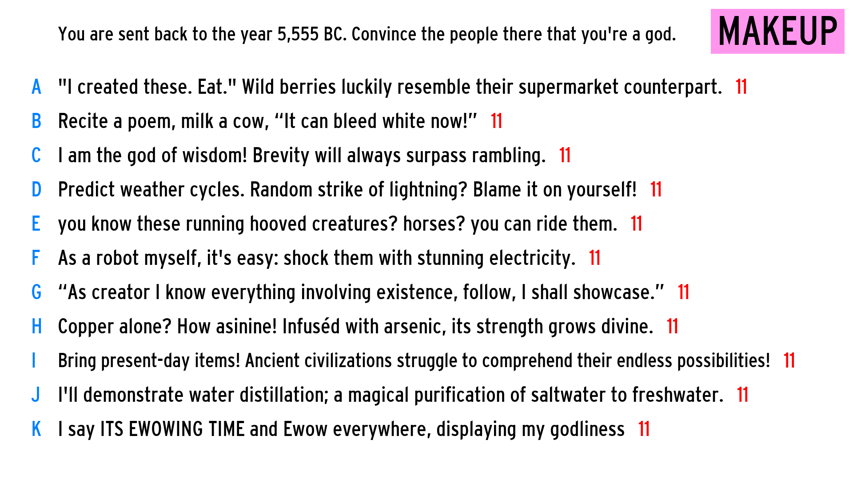 You are sent back to the year 5,555 BC. Convince the people there that you're a god.
MAKEUP
A "I created these. Eat." Wild berries luckily resemble their supermarket counterpart. 11
B Recite a poem, milk a cow, “It can bleed white now!” 11
C I am the god of wisdom! Brevity will always surpass rambling. 11
D Predict weather cycles. Random strike of lightning? Blame it on yourself! 11
E you know these running hooved creatures? horses? you can ride them. 11
F As a robot myself, it's easy: shock them with stunning electricity. 11
G “As creator I know everything involving existence, follow, I shall showcase.” 11
H Copper alone? How asinine! Infuséd with arsenic, its strength grows divine. 11
I Bring present-day items! Ancient civilizations struggle to comprehend their endless possibilities! 11
J I'll demonstrate water distillation; a magical purification of saltwater to freshwater. 11
K I say ITS EWOWING TIME and Ewow everywhere, displaying my godliness 11